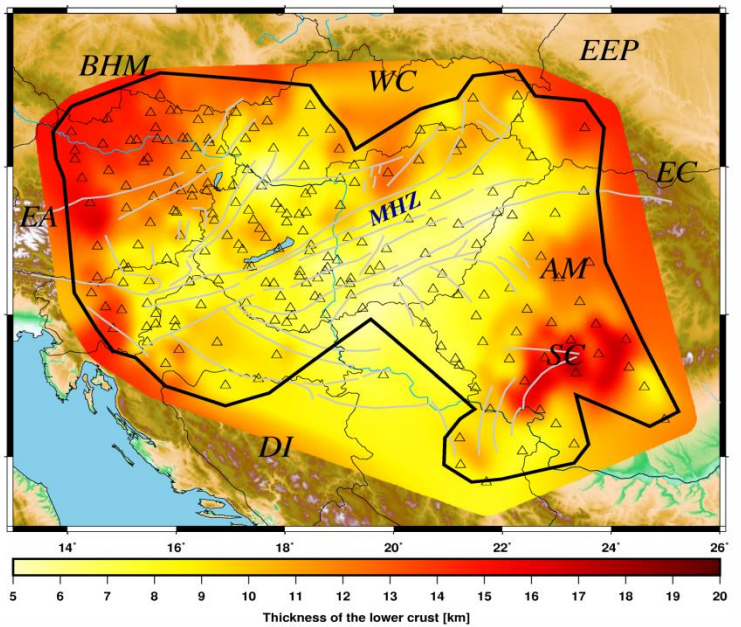 BHM
WC
EEP
EC
EA
MHZ
AM
SC
DI
14° 16° 18° 20° 22° 24° 26°
5 6 7 8 9 10 11 12 13 14 15 16 17 18 19 20
Thickness of the lower crust [km]